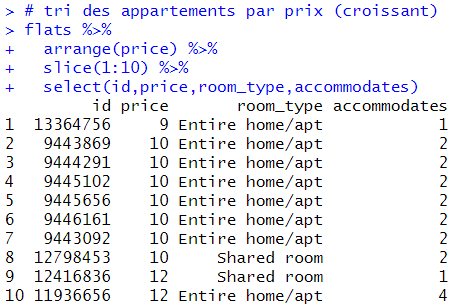 > # tri des appartements par prix (croissant)
> flats %>%
+   arrange(price) %>%
+   slice(1:10) %>%
+   select(id,price,room_type,accommodates)
         id price       room_type accommodates
1  13364756     9 Entire home/apt            1
2   9443869    10 Entire home/apt            2
3   9444291    10 Entire home/apt            2
4   9445102    10 Entire home/apt            2
5   9445656    10 Entire home/apt            2
6   9446161    10 Entire home/apt            2
7   9443092    10 Entire home/apt            2
8  12798453    10     Shared room            2
9  12416836    12     Shared room            1
10 11936656    12 Entire home/apt            4